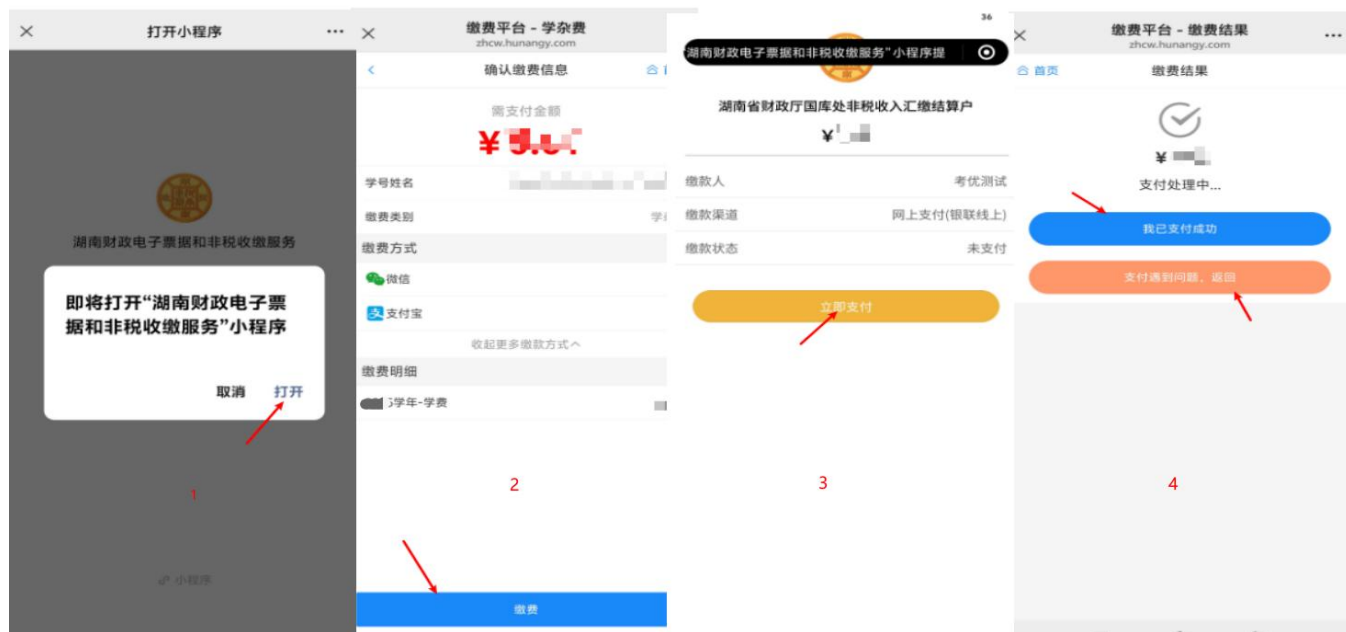 打开小程序
湖南财政电子票据和非税收缴服务
即将打开“湖南财政电子票
据和非税收缴服务”小程序
取消 打开
1
小程序
缴费平台 - 学杂费
zhcw.hunangy.com
确认缴费信息
需支付金额
¥
学号姓名
缴费类别
缴费方式
微信
支付宝
收起更多缴款方式
缴费明细
学年-学费
2
缴费
36
湖南财政电子票据和非税收缴服务”小程序提
湖南省财政厅国库处非税收入汇缴结算户
¥
缴款人 考优测试
缴款渠道 网上支付(银联线上)
缴款状态 未支付
立即支付
3
缴费平台 - 缴费结果
zhcw.hunangy.com
首页 缴费结果
¥
支付处理中...
我已支付成功
支付遇到问题，返回
4